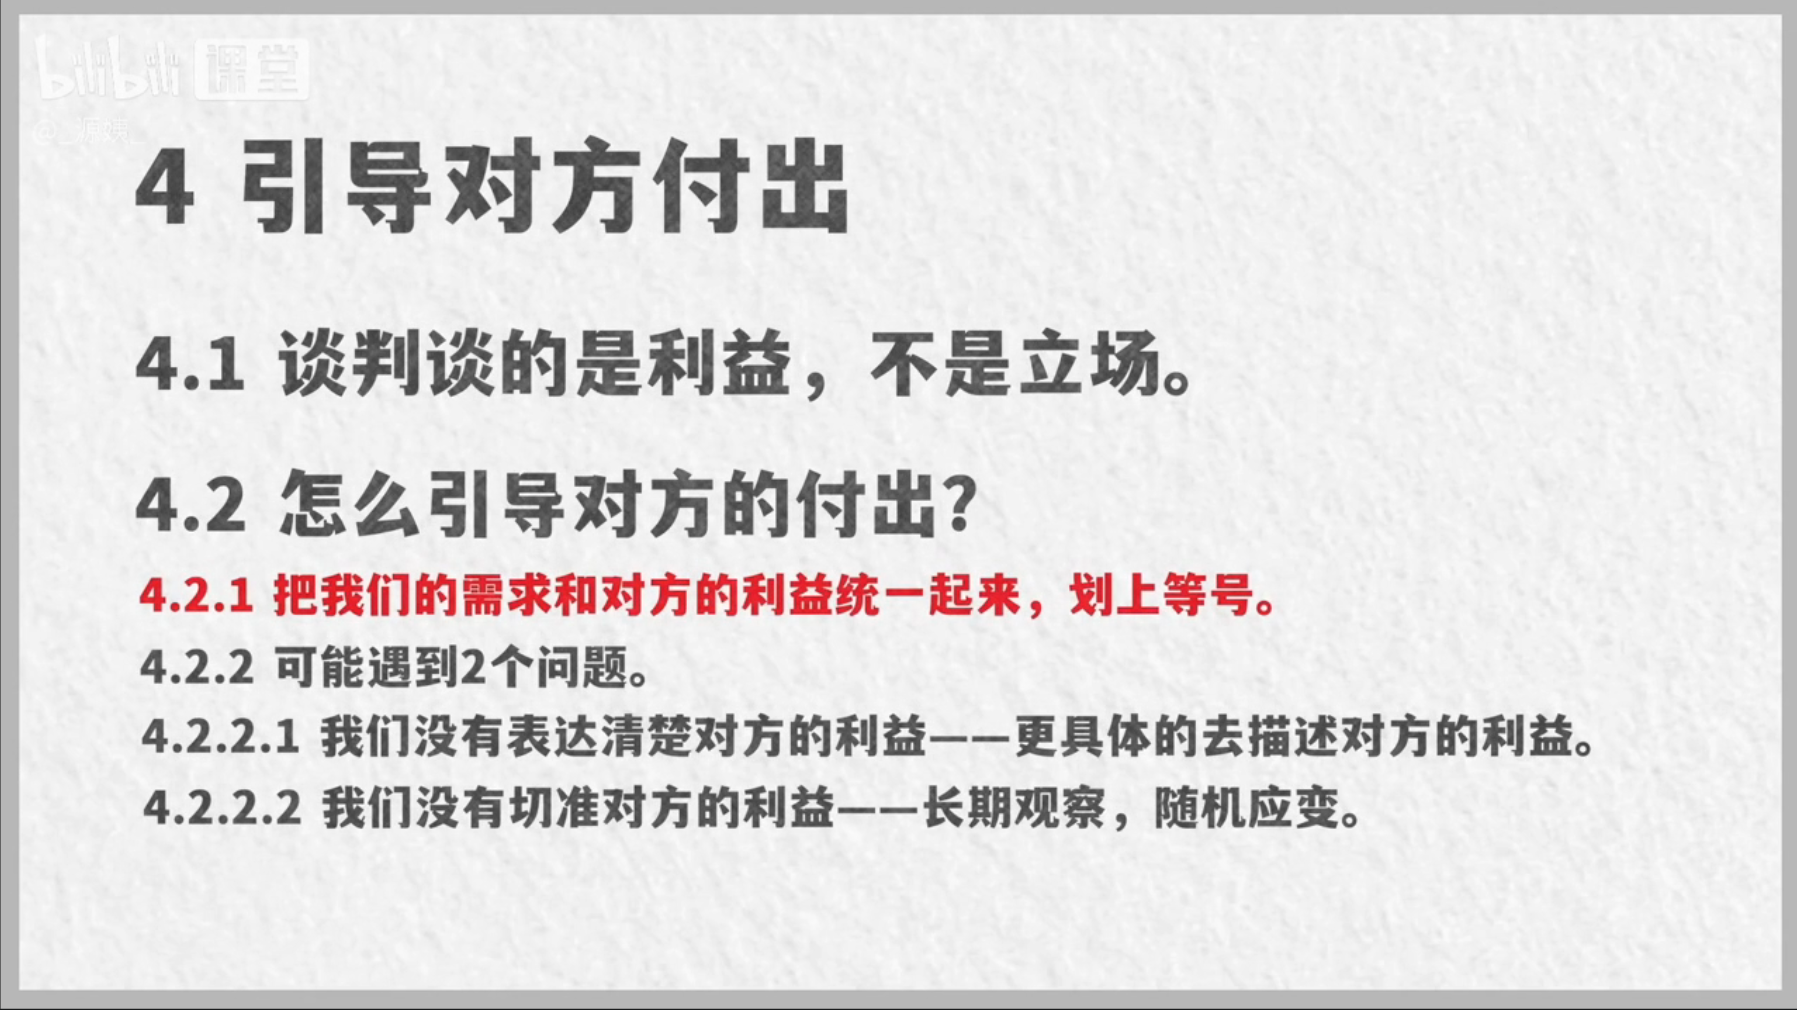 bilibili 课堂
4 引导对方付出
4.1 谈判谈的是利益，不是立场。
4.2 怎么引导对方的付出?
4.2.1 把我们的需求和对方的利益统一起来，划上等号。
4.2.2 可能遇到2个问题。
4.2.2.1 我们没有表达清楚对方的利益——更具体的去描述对方的利益。
4.2.2.2 我们没有切准对方的利益——长期观察，随机应变。